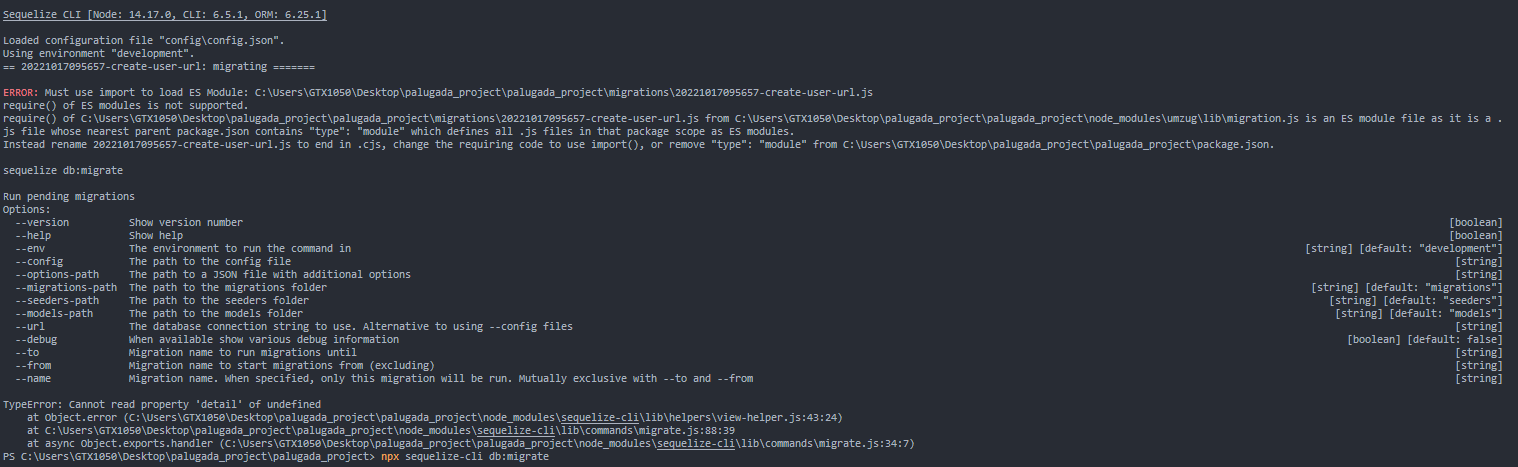 Sequelize CLI [Node: 14.17.0, CLI: 6.5.1, ORM: 6.25.1]
Loaded configuration file "config\config.json".
Using environment "development".
== 20221017095657-create-user-url: migrating =======
ERROR: Must use import to load ES Module: C:\Users\GTX1050\Desktop\palugada_project\palugada_project\migrations\20221017095657-create-user-url.js
require() of ES modules is not supported.
require() of C:\Users\GTX1050\Desktop\palugada_project\palugada_project\migrations\20221017095657-create-user-url.js from C:\Users\GTX1050\Desktop\palugada_project\palugada_project\node_modules\umzug\lib\migration.js is an ES module file as it is a .
js file whose nearest parent package.json contains "type": "module" which defines all .js files in that package scope as ES modules.
Instead rename 20221017095657-create-user-url.js to end in .cjs, change the requiring code to use import(), or remove "type": "module" from C:\Users\GTX1050\Desktop\palugada_project\palugada_project\package.json.
sequelize db:migrate
Run pending migrations
Options:
--version Show version number [boolean]
--help Show help [boolean]
--env The environment to run the command in [string] [default: "development"]
--config The path to the config file [string]
--options-path The path to a JSON file with additional options [string]
--migrations-path The path to the migrations folder [string] [default: "migrations"]
--seeders-path The path to the seeders folder [string] [default: "seeders"]
--models-path The path to the models folder [string] [default: "models"]
--url The database connection string to use. Alternative to using --config files [string]
--debug When available show various debug information [boolean] [default: false]
--to Migration name to run migrations until [string]
--from Migration name to start migrations from (excluding) [string]
--name Migration name. When specified, only this migration will be run. Mutually exclusive with --to and --from [string]
TypeError: Cannot read property 'detail' of undefined
at Object.error (C:\Users\GTX1050\Desktop\palugada_project\palugada_project\node_modules\sequelize-cli\lib\helpers\view-helper.js:43:24)
at C:\Users\GTX1050\Desktop\palugada_project\palugada_project\node_modules\sequelize-cli\lib\commands\migrate.js:88:39
at async Object.exports.handler (C:\Users\GTX1050\Desktop\palugada_project\palugada_project\node_modules\sequelize-cli\lib\commands\migrate.js:34:7)
PS C:\Users\GTX1050\Desktop\palugada_project\palugada_project> npx sequelize-cli db:migrate